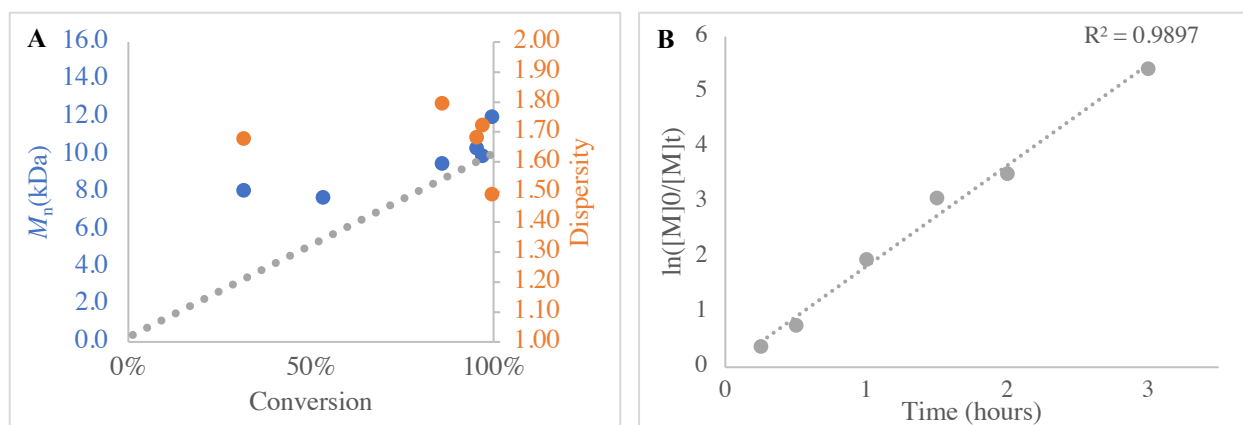 A
16.0
14.0
12.0
10.0
8.0
6.0
4.0
2.0
0.0
Mn(kDa)
2.00
1.90
1.80
1.70
1.60
1.50
1.40
1.30
1.20
1.10
1.00
Dispersity
0% 50% 100%
Conversion
B
R² = 0.9897
6
5
4
3
2
1
0
ln([M]0/[M]t)
0 1 2 3
Time (hours)